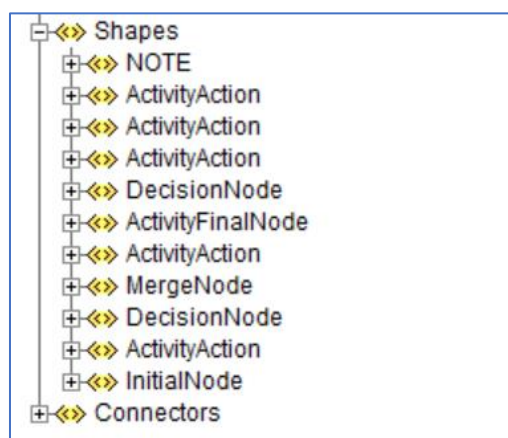 Shapes
NOTE
ActivityAction
ActivityAction
ActivityAction
DecisionNode
ActivityFinalNode
ActivityAction
MergeNode
DecisionNode
ActivityAction
InitialNode
Connectors